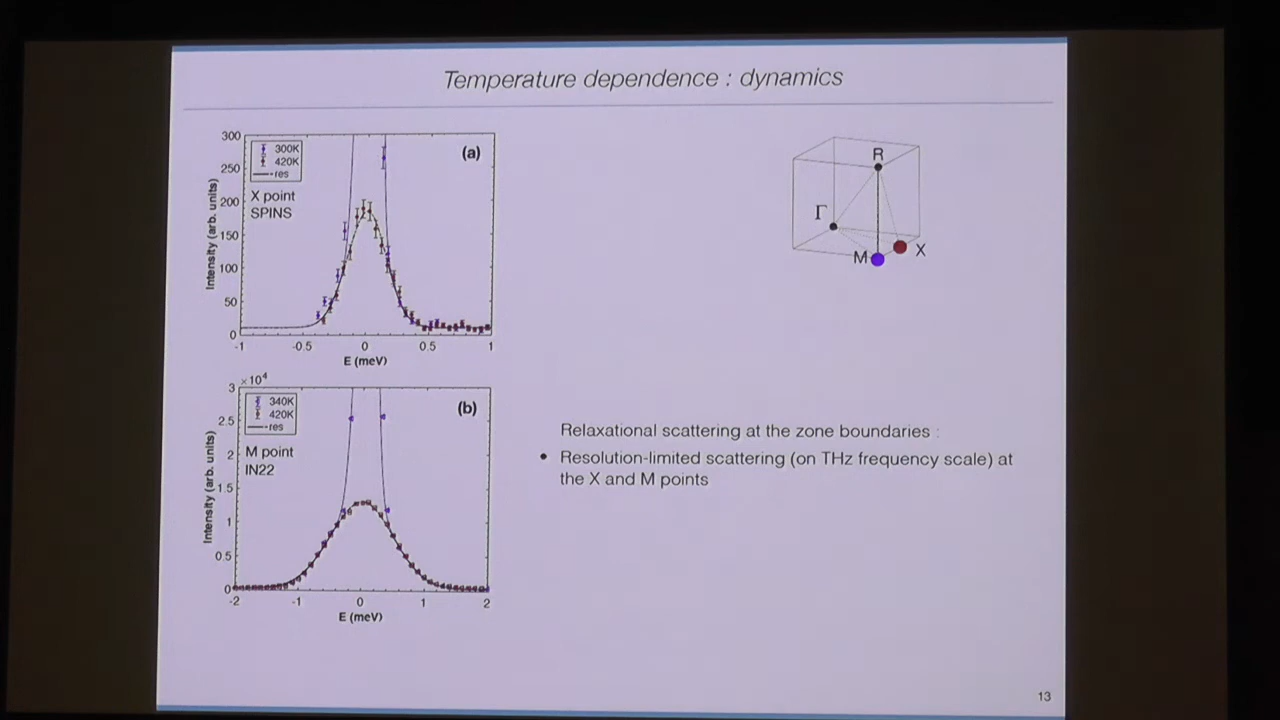 Temperature dependence : dynamics
300
250
200
150
100
50
0
Intensity (arb. units)
300K
420K
res
(a)
X point
SPINS
-1
-0.5
0
0.5
1
E (meV)
R
Γ
M
X
×10⁴
3
2.5
2
1.5
1
0.5
0
Intensity (arb. units)
340K
420K
res
(b)
M point
IN22
-2
-1
0
1
2
E (meV)
Relaxational scattering at the zone boundaries :
• Resolution-limited scattering (on THz frequency scale) at
the X and M points
13